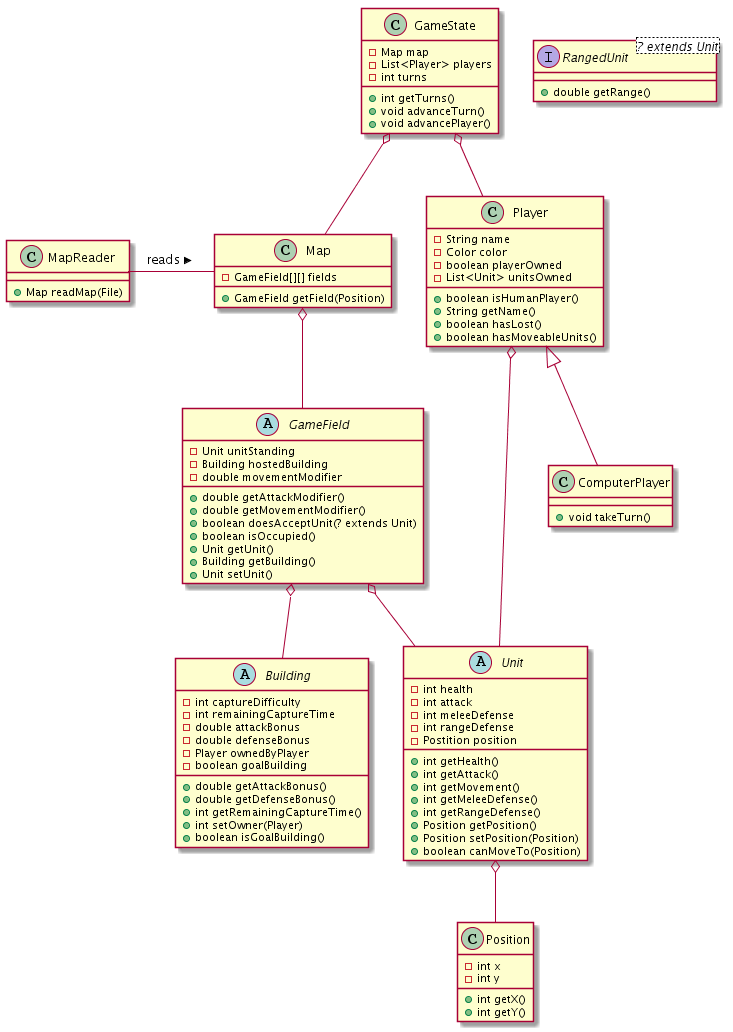 C GameState
Map map
List<Player> players
int turns
int getTurns()
void advanceTurn()
void advancePlayer()
? extends Unit
I RangedUnit
double getRange()
C Player
String name
Color color
boolean playerOwned
List<Unit> unitsOwned
boolean isHumanPlayer()
String getName()
boolean hasLost()
boolean hasMoveableUnits()
C MapReader
Map readMap(File)
reads ▶
C Map
GameField[][] fields
GameField getField(Position)
A GameField
Unit unitStanding
Building hostedBuilding
double movementModifier
double getAttackModifier()
double getMovementModifier()
boolean doesAcceptUnit(? extends Unit)
boolean isOccupied()
Unit getUnit()
Building getBuilding()
Unit setUnit()
C ComputerPlayer
void takeTurn()
A Building
int captureDifficulty
int remainingCaptureTime
double attackBonus
double defenseBonus
Player ownedByPlayer
boolean goalBuilding
double getAttackBonus()
double getDefenseBonus()
int getRemainingCaptureTime()
int setOwner(Player)
boolean isGoalBuilding()
A Unit
int health
int attack
int meleeDefense
int rangeDefense
Postition position
int getHealth()
int getAttack()
int getMovement()
int getMeleeDefense()
int getRangeDefense()
Position getPosition()
Position setPosition(Position)
boolean canMoveTo(Position)
C Position
int x
int y
int getX()
int getY()